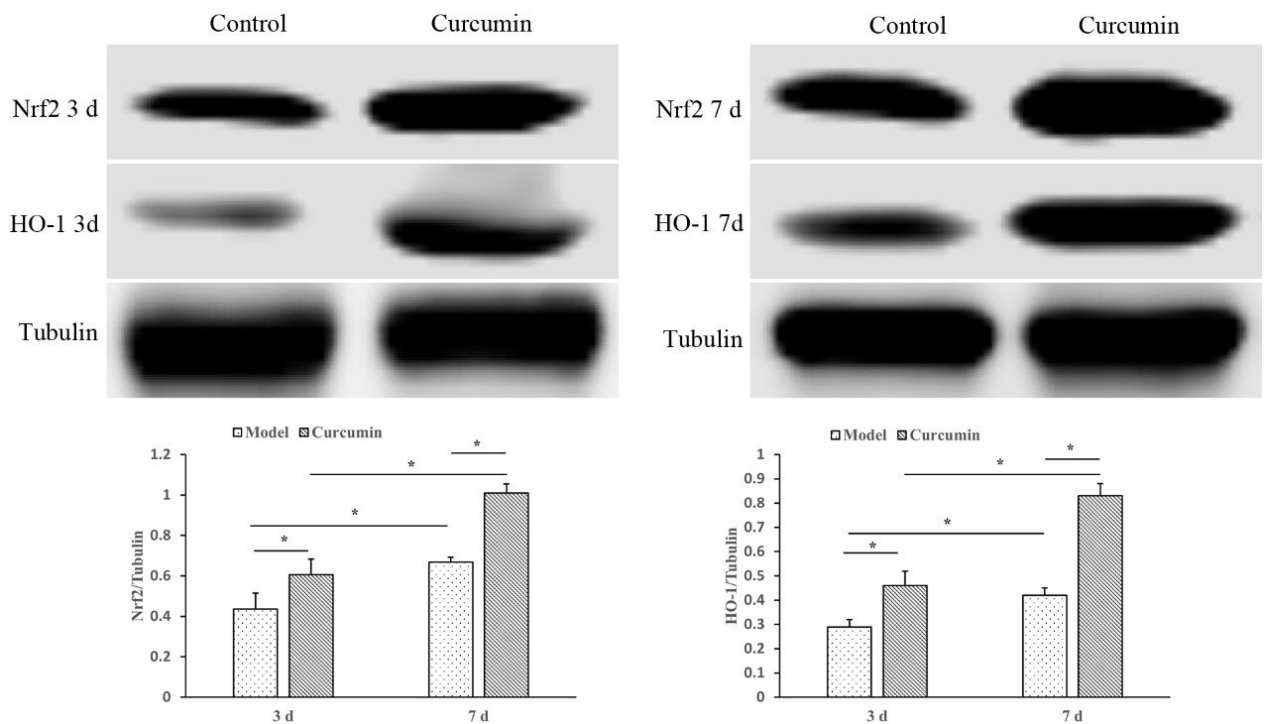 Control Curcumin
Nrf2 3 d
HO-1 3d
Tubulin
Control Curcumin
Nrf2 7 d
HO-1 7d
Tubulin
Model Curcumin
Nrf2/Tubulin
1.2
1
0.8
0.6
0.4
0.2
0
* * * *
3 d 7 d
Model Curcumin
HO-1/Tubulin
1
0.9
0.8
0.7
0.6
0.5
0.4
0.3
0.2
0.1
0
* * * *
3 d 7 d